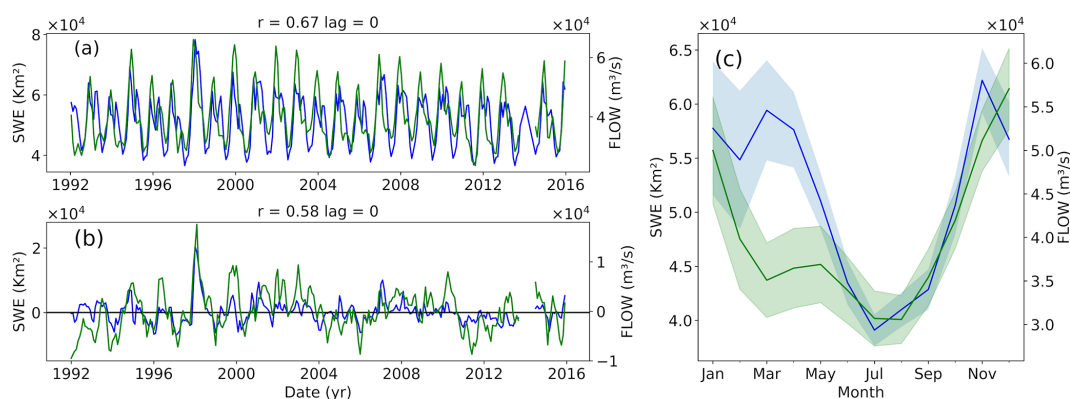 r = 0.67 lag = 0
×10⁴
×10⁴
(a)
SWE (Km²)
8
6
4
FLOW (m³/s)
6
4
1992 1996 2000 2004 2008 2012 2016
r = 0.58 lag = 0
×10⁴
×10⁴
(b)
SWE (Km²)
2
0
FLOW (m³/s)
1
0
−1
1992 1996 2000 2004 2008 2012 2016
Date (yr)
×10⁴
×10⁴
(c)
SWE (Km²)
6.5
6.0
5.5
5.0
4.5
4.0
FLOW (m³/s)
6.0
5.5
5.0
4.5
4.0
3.5
3.0
Jan Mar May Jul Sep Nov
Month